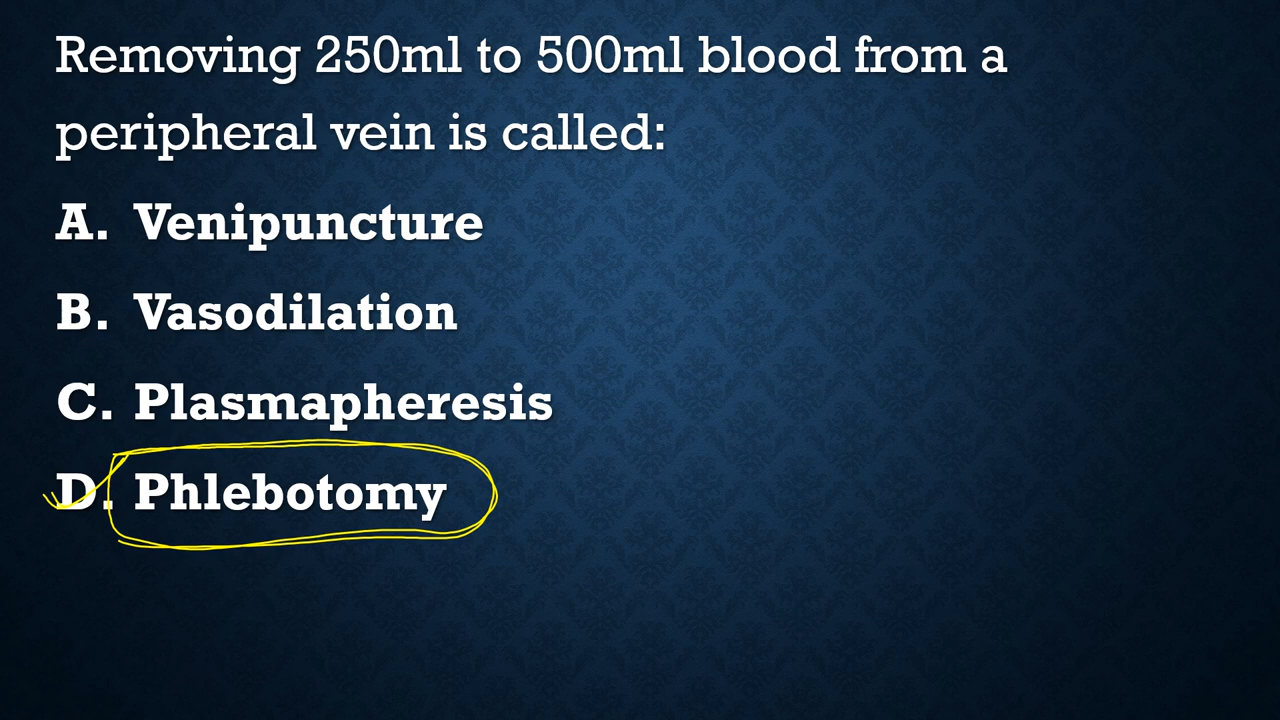 Removing 250ml to 500ml blood from a
peripheral vein is called:
A. Venipuncture
B. Vasodilation
C. Plasmapheresis
D. Phlebotomy